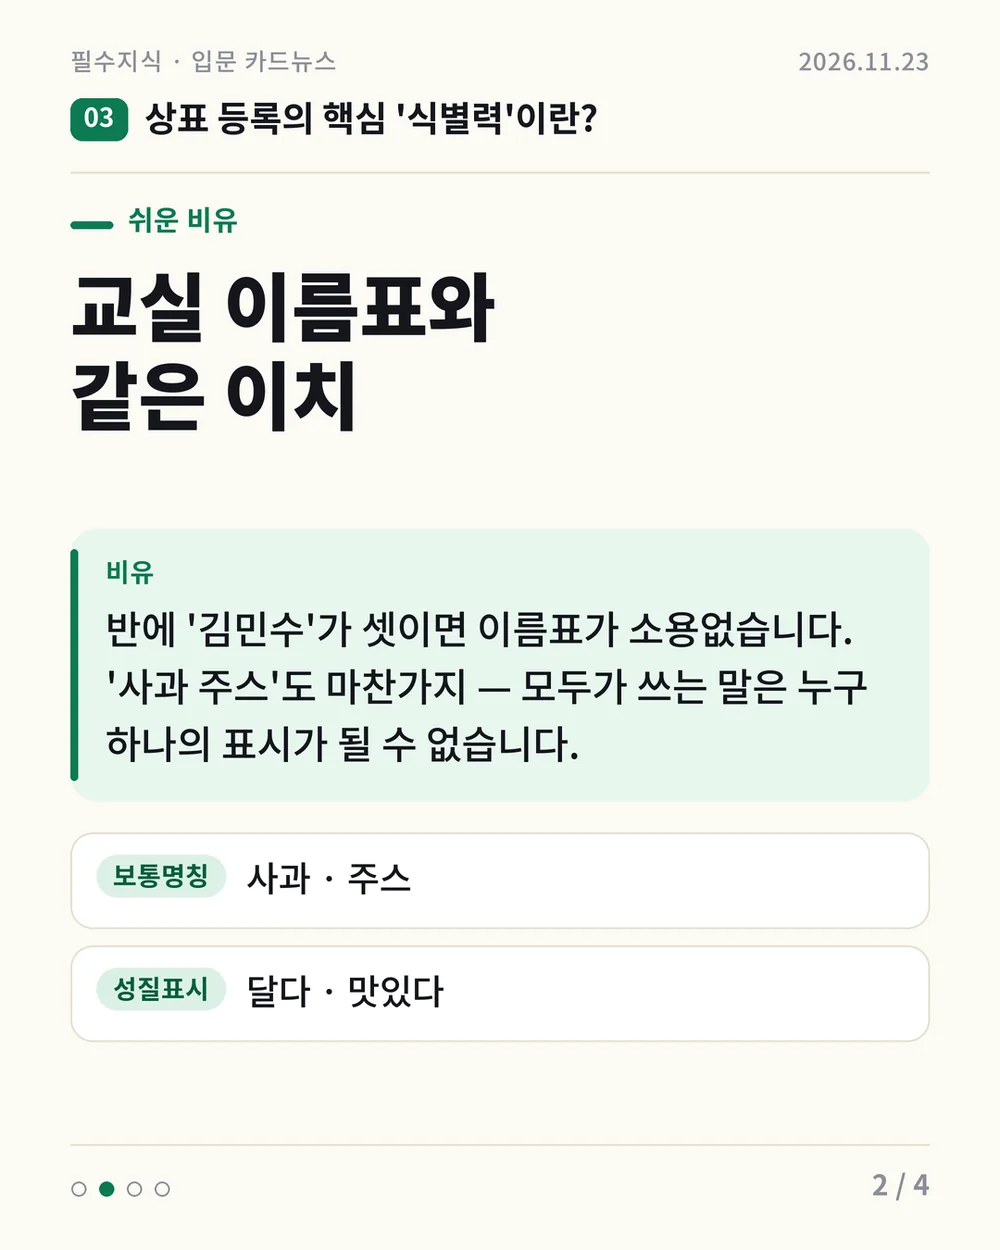 필수지식 · 입문 카드뉴스
2026.11.23
03 상표 등록의 핵심 '식별력'이란?
쉬운 비유
교실 이름표와
같은 이치
비유
반에 '김민수'가 셋이면 이름표가 소용없습니다.
'사과 주스'도 마찬가지 — 모두가 쓰는 말은 누구
하나의 표시가 될 수 없습니다.
보통명칭 사과 · 주스
성질표시 달다 · 맛있다
2 / 4